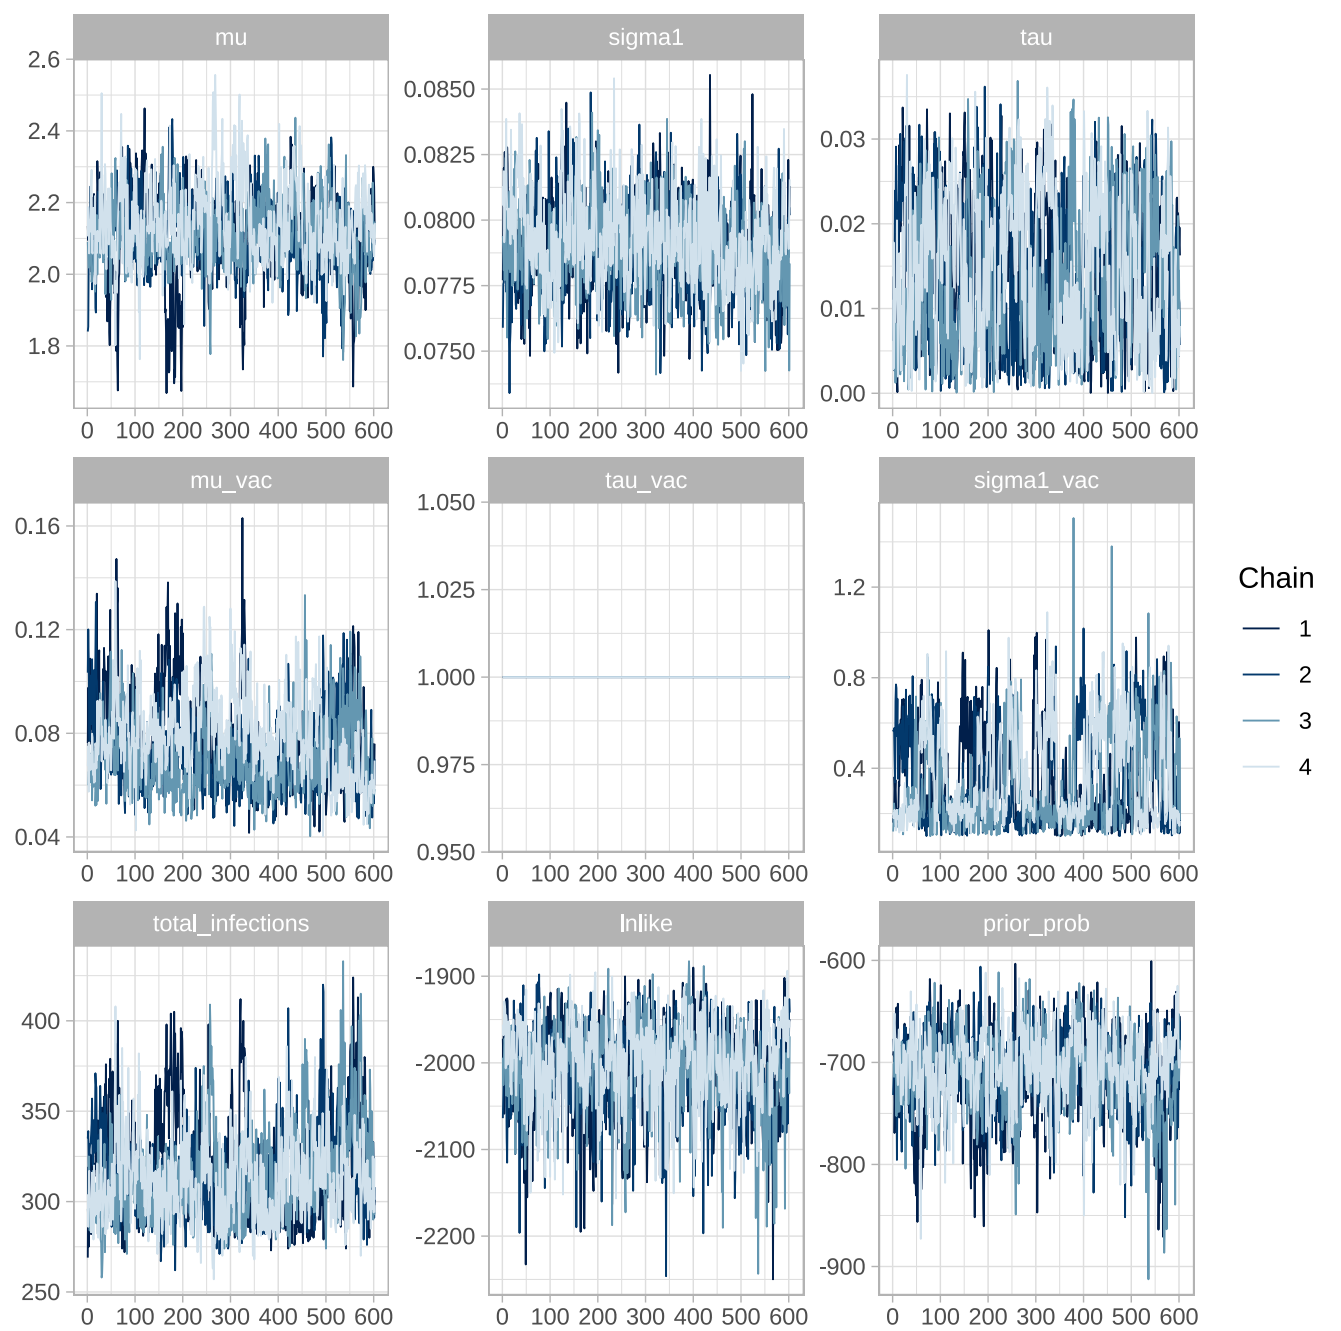 mu
sigma1
tau
2.6
2.4
2.2
2.0
1.8
0.0850
0.0825
0.0800
0.0775
0.0750
0.03
0.02
0.01
0.00
0 100 200 300 400 500 600
0 100 200 300 400 500 600
0 100 200 300 400 500 600
mu_vac
tau_vac
sigma1_vac
0.16
0.12
0.08
0.04
1.050
1.025
1.000
0.975
0.950
1.2
0.8
0.4
0 100 200 300 400 500 600
0 100 200 300 400 500 600
0 100 200 300 400 500 600
total_infections
lnlike
prior_prob
400
350
300
250
-1900
-2000
-2100
-2200
-600
-700
-800
-900
0 100 200 300 400 500 600
0 100 200 300 400 500 600
0 100 200 300 400 500 600
Chain
1
2
3
4